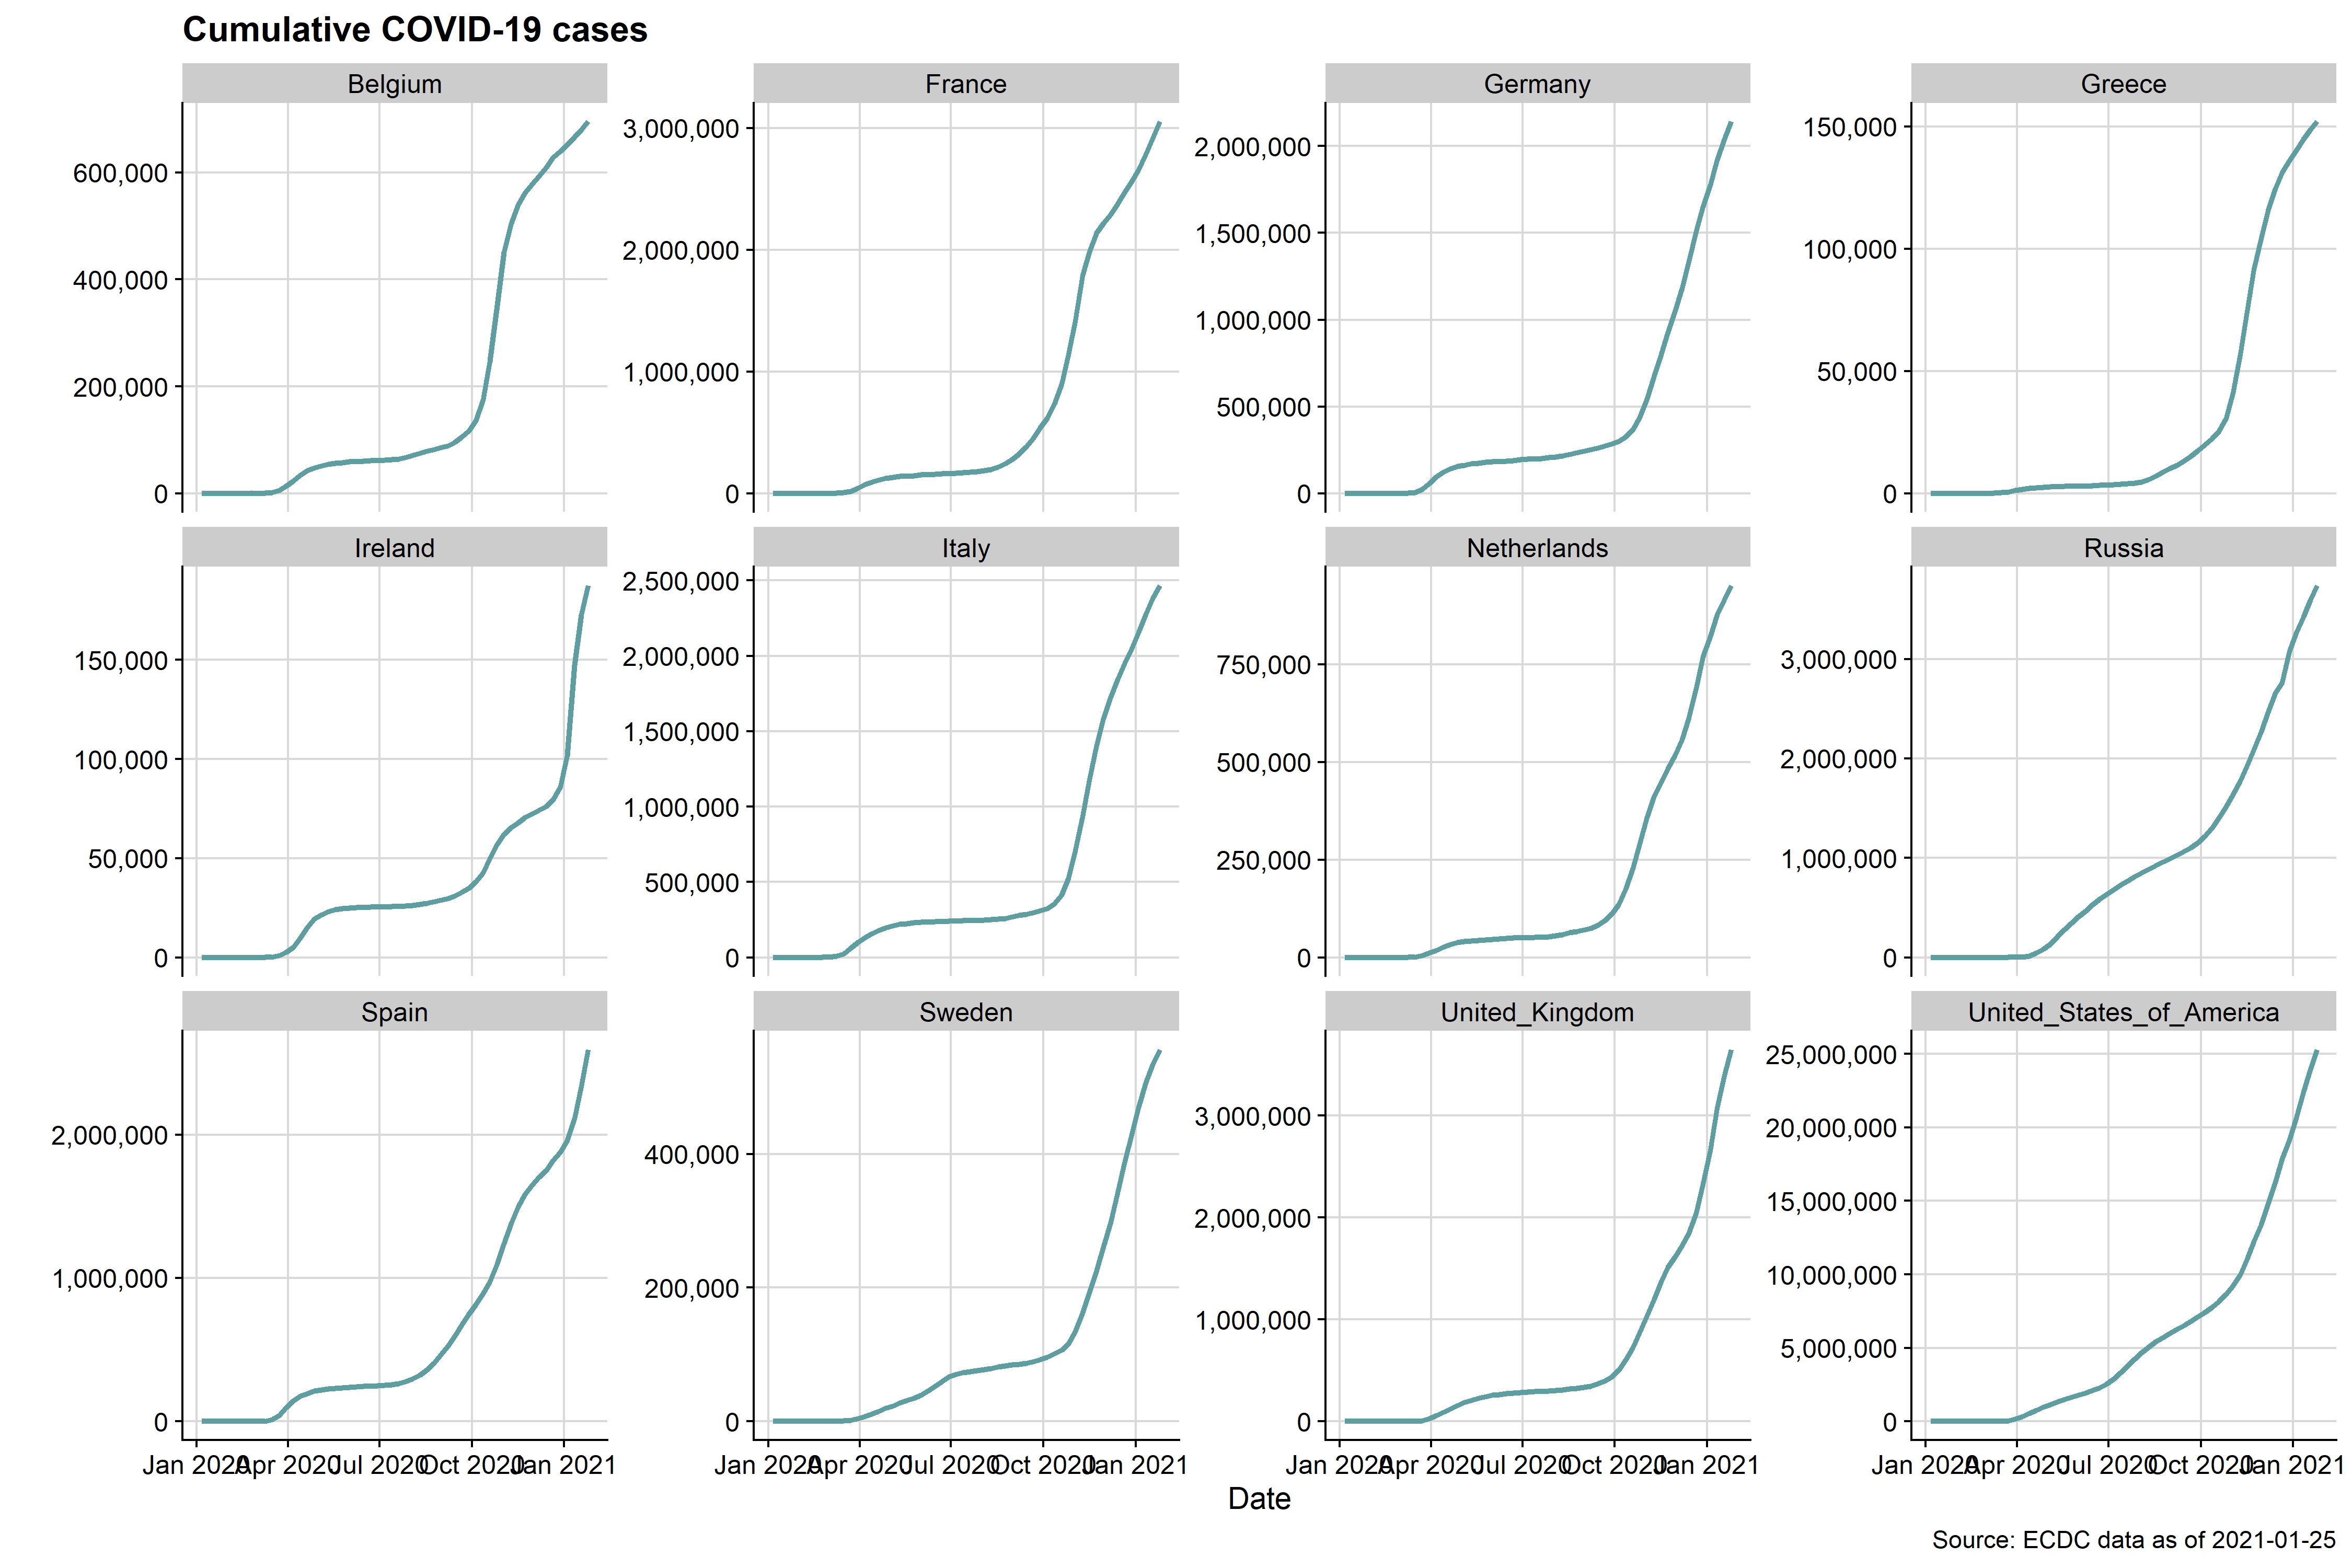 Cumulative COVID-19 cases
Belgium
France
Germany
Greece
600,000
400,000
200,000
0
3,000,000
2,000,000
1,000,000
0
2,000,000
1,500,000
1,000,000
500,000
0
150,000
100,000
50,000
0
Ireland
Italy
Netherlands
Russia
150,000
100,000
50,000
0
2,500,000
2,000,000
1,500,000
1,000,000
500,000
0
750,000
500,000
250,000
0
3,000,000
2,000,000
1,000,000
0
Spain
Sweden
United_Kingdom
United_States_of_America
2,000,000
1,000,000
0
400,000
200,000
0
3,000,000
2,000,000
1,000,000
0
25,000,000
20,000,000
15,000,000
10,000,000
5,000,000
0
Jan 2020 Apr 2020 Jul 2020 Oct 2020 Jan 2021
Jan 2020 Apr 2020 Jul 2020 Oct 2020 Jan 2021
Jan 2020 Apr 2020 Jul 2020 Oct 2020 Jan 2021
Jan 2020 Apr 2020 Jul 2020 Oct 2020 Jan 2021
Date
Source: ECDC data as of 2021-01-25